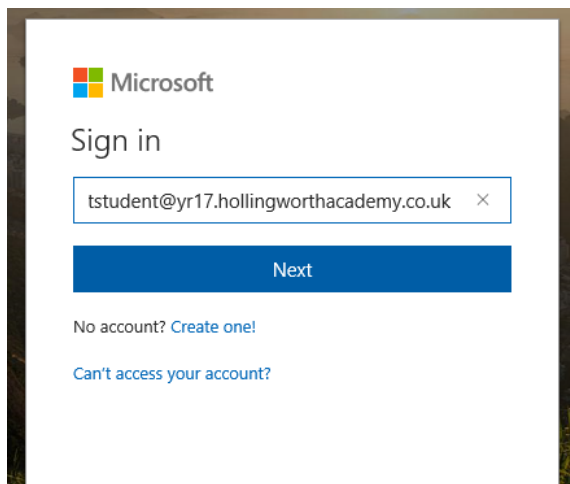 Microsoft
Sign in
tstudent@yr17.hollingworthacademy.co.uk
Next
No account? Create one!
Can't access your account?